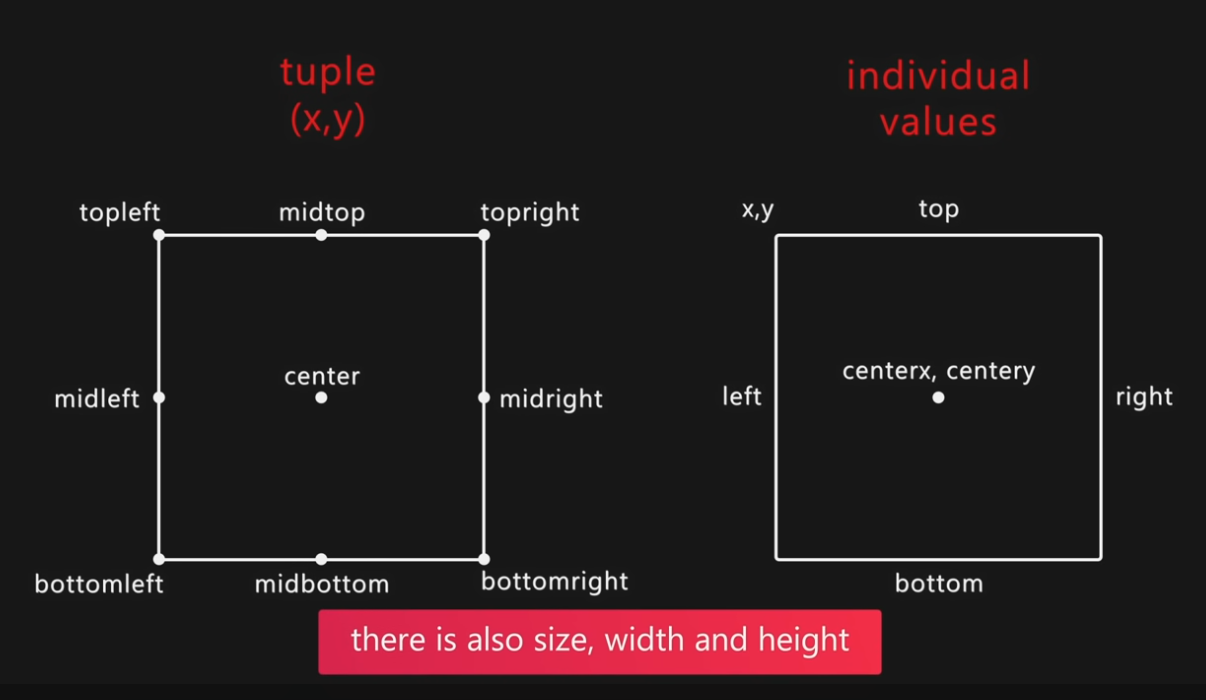 tuple
(x,y)
topleft
midtop
topright
midleft
center
midright
bottomleft
midbottom
bottomright
individual
values
x,y
top
left
centerx, centery
right
bottom
there is also size, width and height